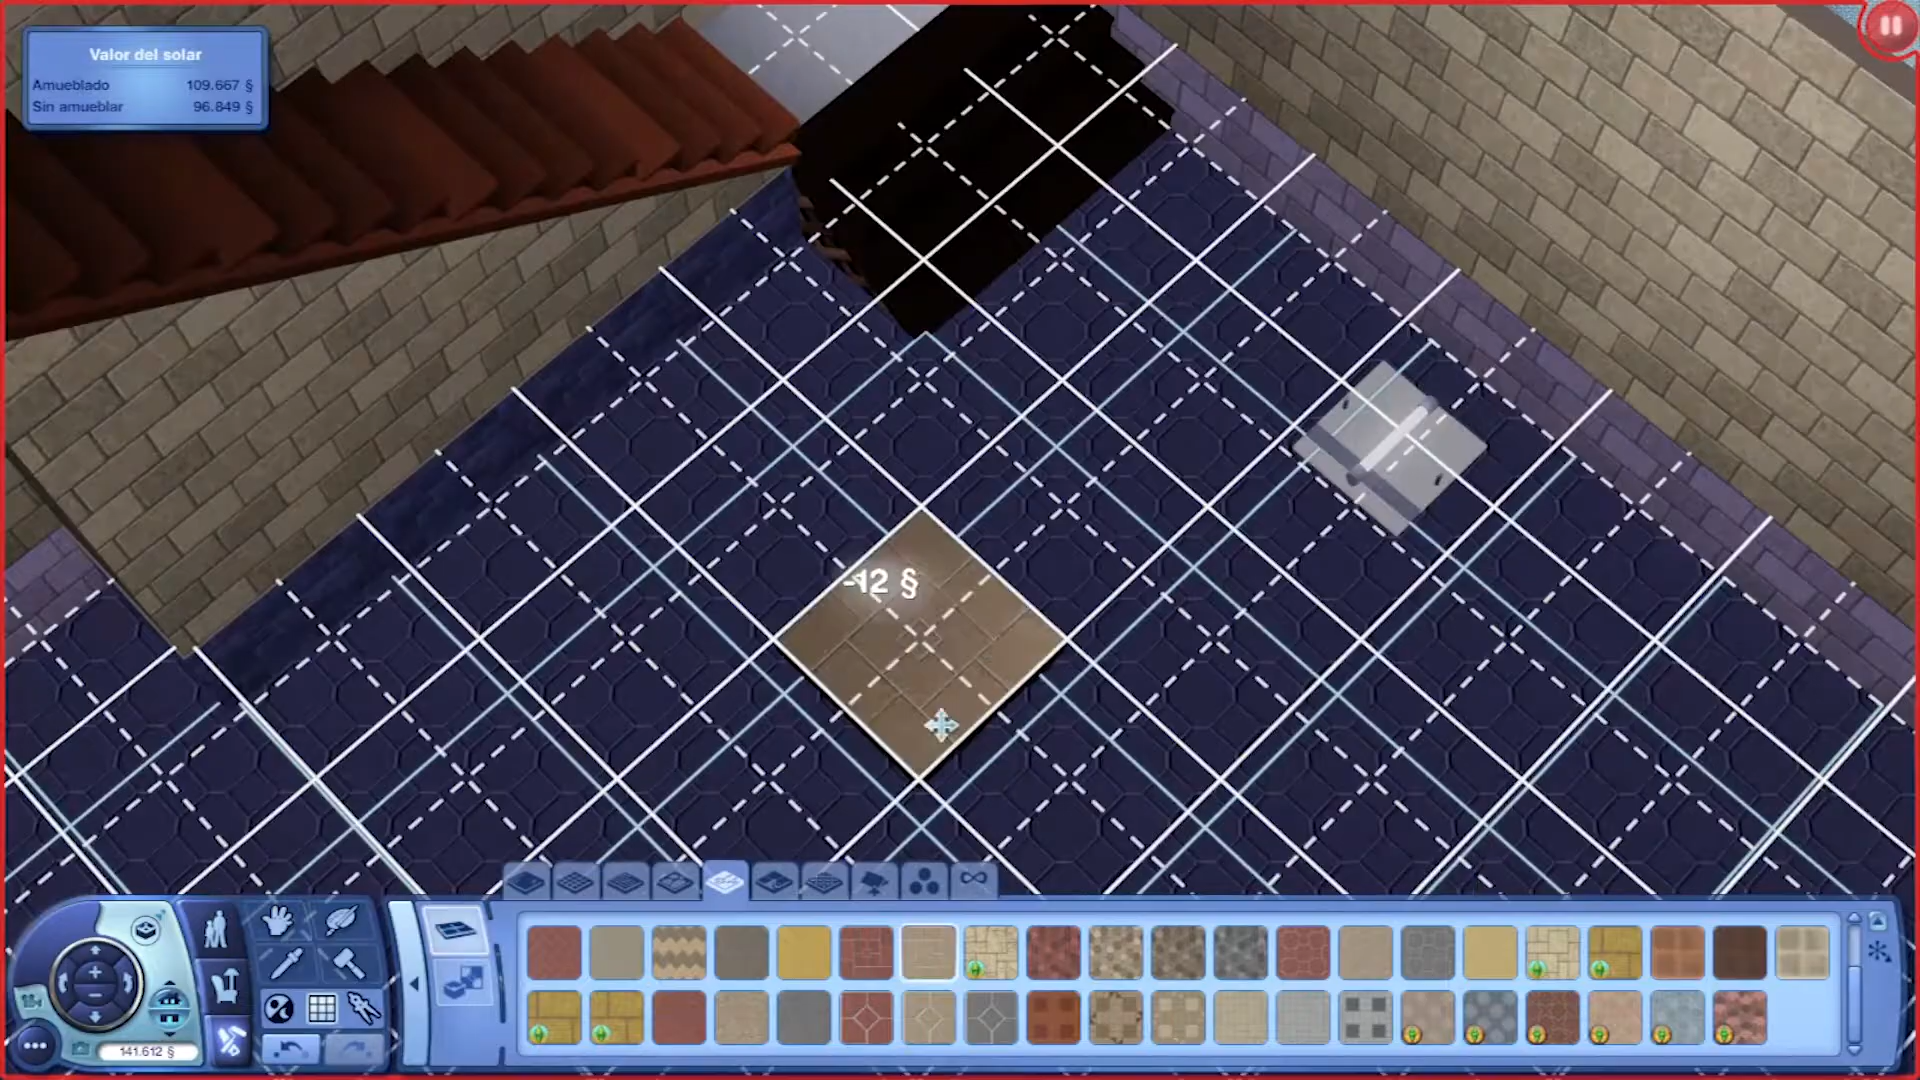 Valor del solar
Amueblado 109.667 §
Sin amueblar 96.849 §
-12 §
141.612 §